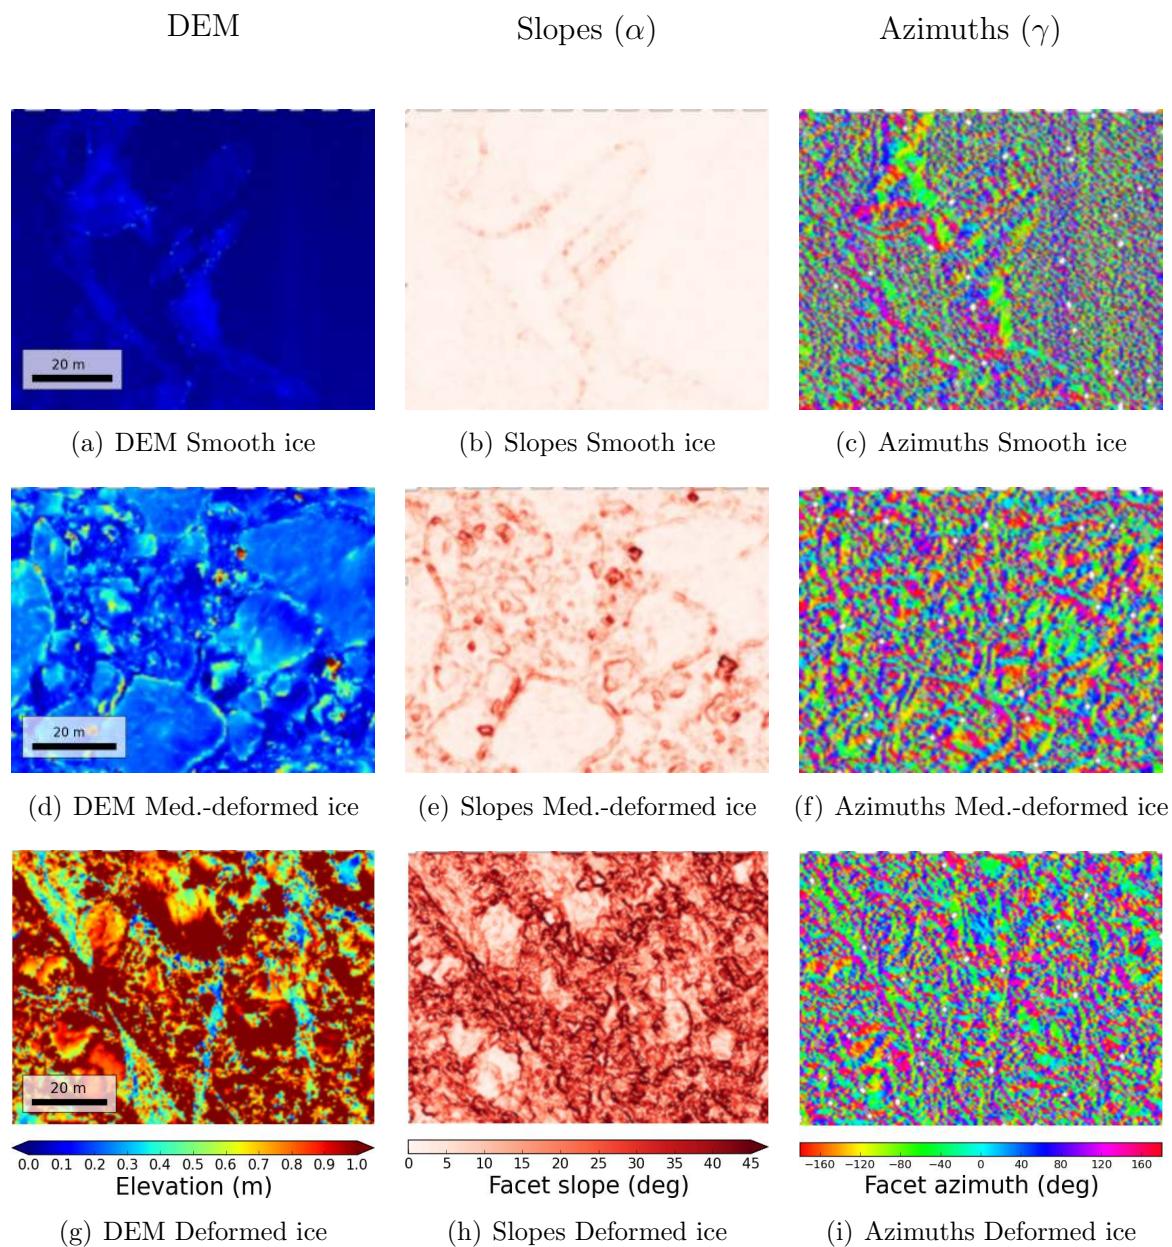 DEM Slopes (α) Azimuths (γ)
20 m
(a) DEM Smooth ice (b) Slopes Smooth ice (c) Azimuths Smooth ice
20 m
(d) DEM Med.-deformed ice (e) Slopes Med.-deformed ice (f) Azimuths Med.-deformed ice
20 m
0.0 0.1 0.2 0.3 0.4 0.5 0.6 0.7 0.8 0.9 1.0
Elevation (m)
0 5 10 15 20 25 30 35 40 45
Facet slope (deg)
−160 −120 −80 −40 0 40 80 120 160
Facet azimuth (deg)
(g) DEM Deformed ice (h) Slopes Deformed ice (i) Azimuths Deformed ice